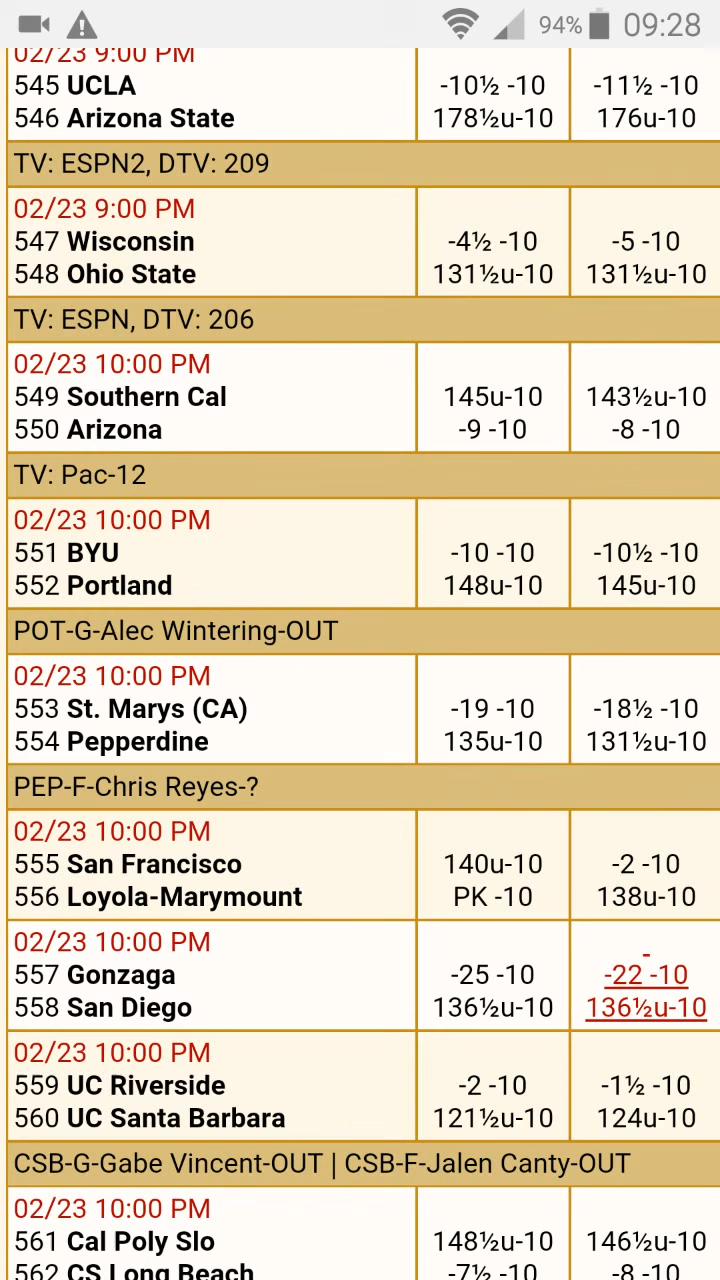 94% 09:28
02/23 9:00 PM
545 UCLA -10½ -10 -11½ -10
546 Arizona State 178½u-10 176u-10
TV: ESPN2, DTV: 209
02/23 9:00 PM
547 Wisconsin -4½ -10 -5 -10
548 Ohio State 131½u-10 131½u-10
TV: ESPN, DTV: 206
02/23 10:00 PM
549 Southern Cal 145u-10 143½u-10
550 Arizona -9 -10 -8 -10
TV: Pac-12
02/23 10:00 PM
551 BYU -10 -10 -10½ -10
552 Portland 148u-10 145u-10
POT-G-Alec Wintering-OUT
02/23 10:00 PM
553 St. Marys (CA) -19 -10 -18½ -10
554 Pepperdine 135u-10 131½u-10
PEP-F-Chris Reyes-?
02/23 10:00 PM
555 San Francisco 140u-10 -2 -10
556 Loyola-Marymount PK -10 138u-10
02/23 10:00 PM -
557 Gonzaga -25 -10 -22 -10
558 San Diego 136½u-10 136½u-10
02/23 10:00 PM
559 UC Riverside -2 -10 -1½ -10
560 UC Santa Barbara 121½u-10 124u-10
CSB-G-Gabe Vincent-OUT | CSB-F-Jalen Canty-OUT
02/23 10:00 PM
561 Cal Poly Slo 148½u-10 146½u-10
562 CS Long Beach -7½ -10 -8 -10